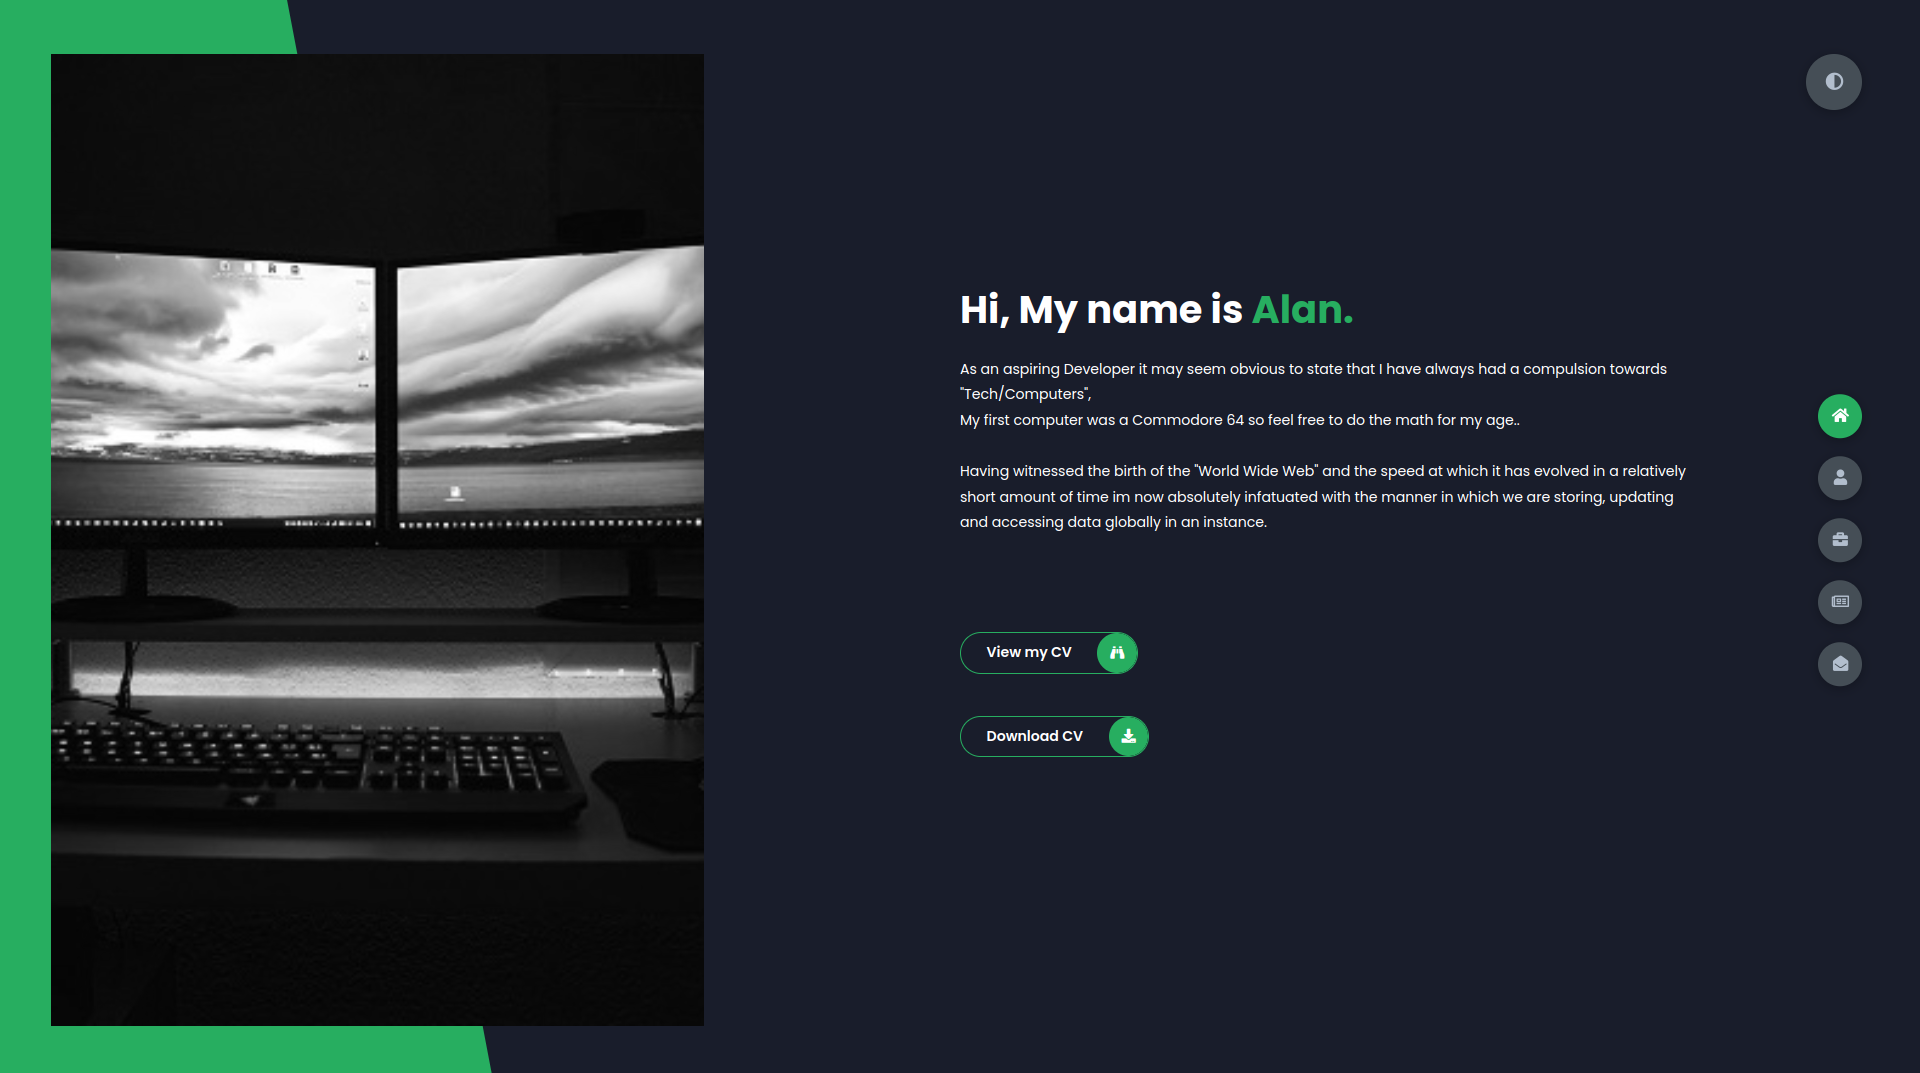 Hi, My name is Alan.
As an aspiring Developer it may seem obvious to state that I have always had a compulsion towards
"Tech/Computers",
My first computer was a Commodore 64 so feel free to do the math for my age..
Having witnessed the birth of the "World Wide Web" and the speed at which it has evolved in a relatively
short amount of time im now absolutely infatuated with the manner in which we are storing, updating
and accessing data globally in an instance.
View my CV
Download CV